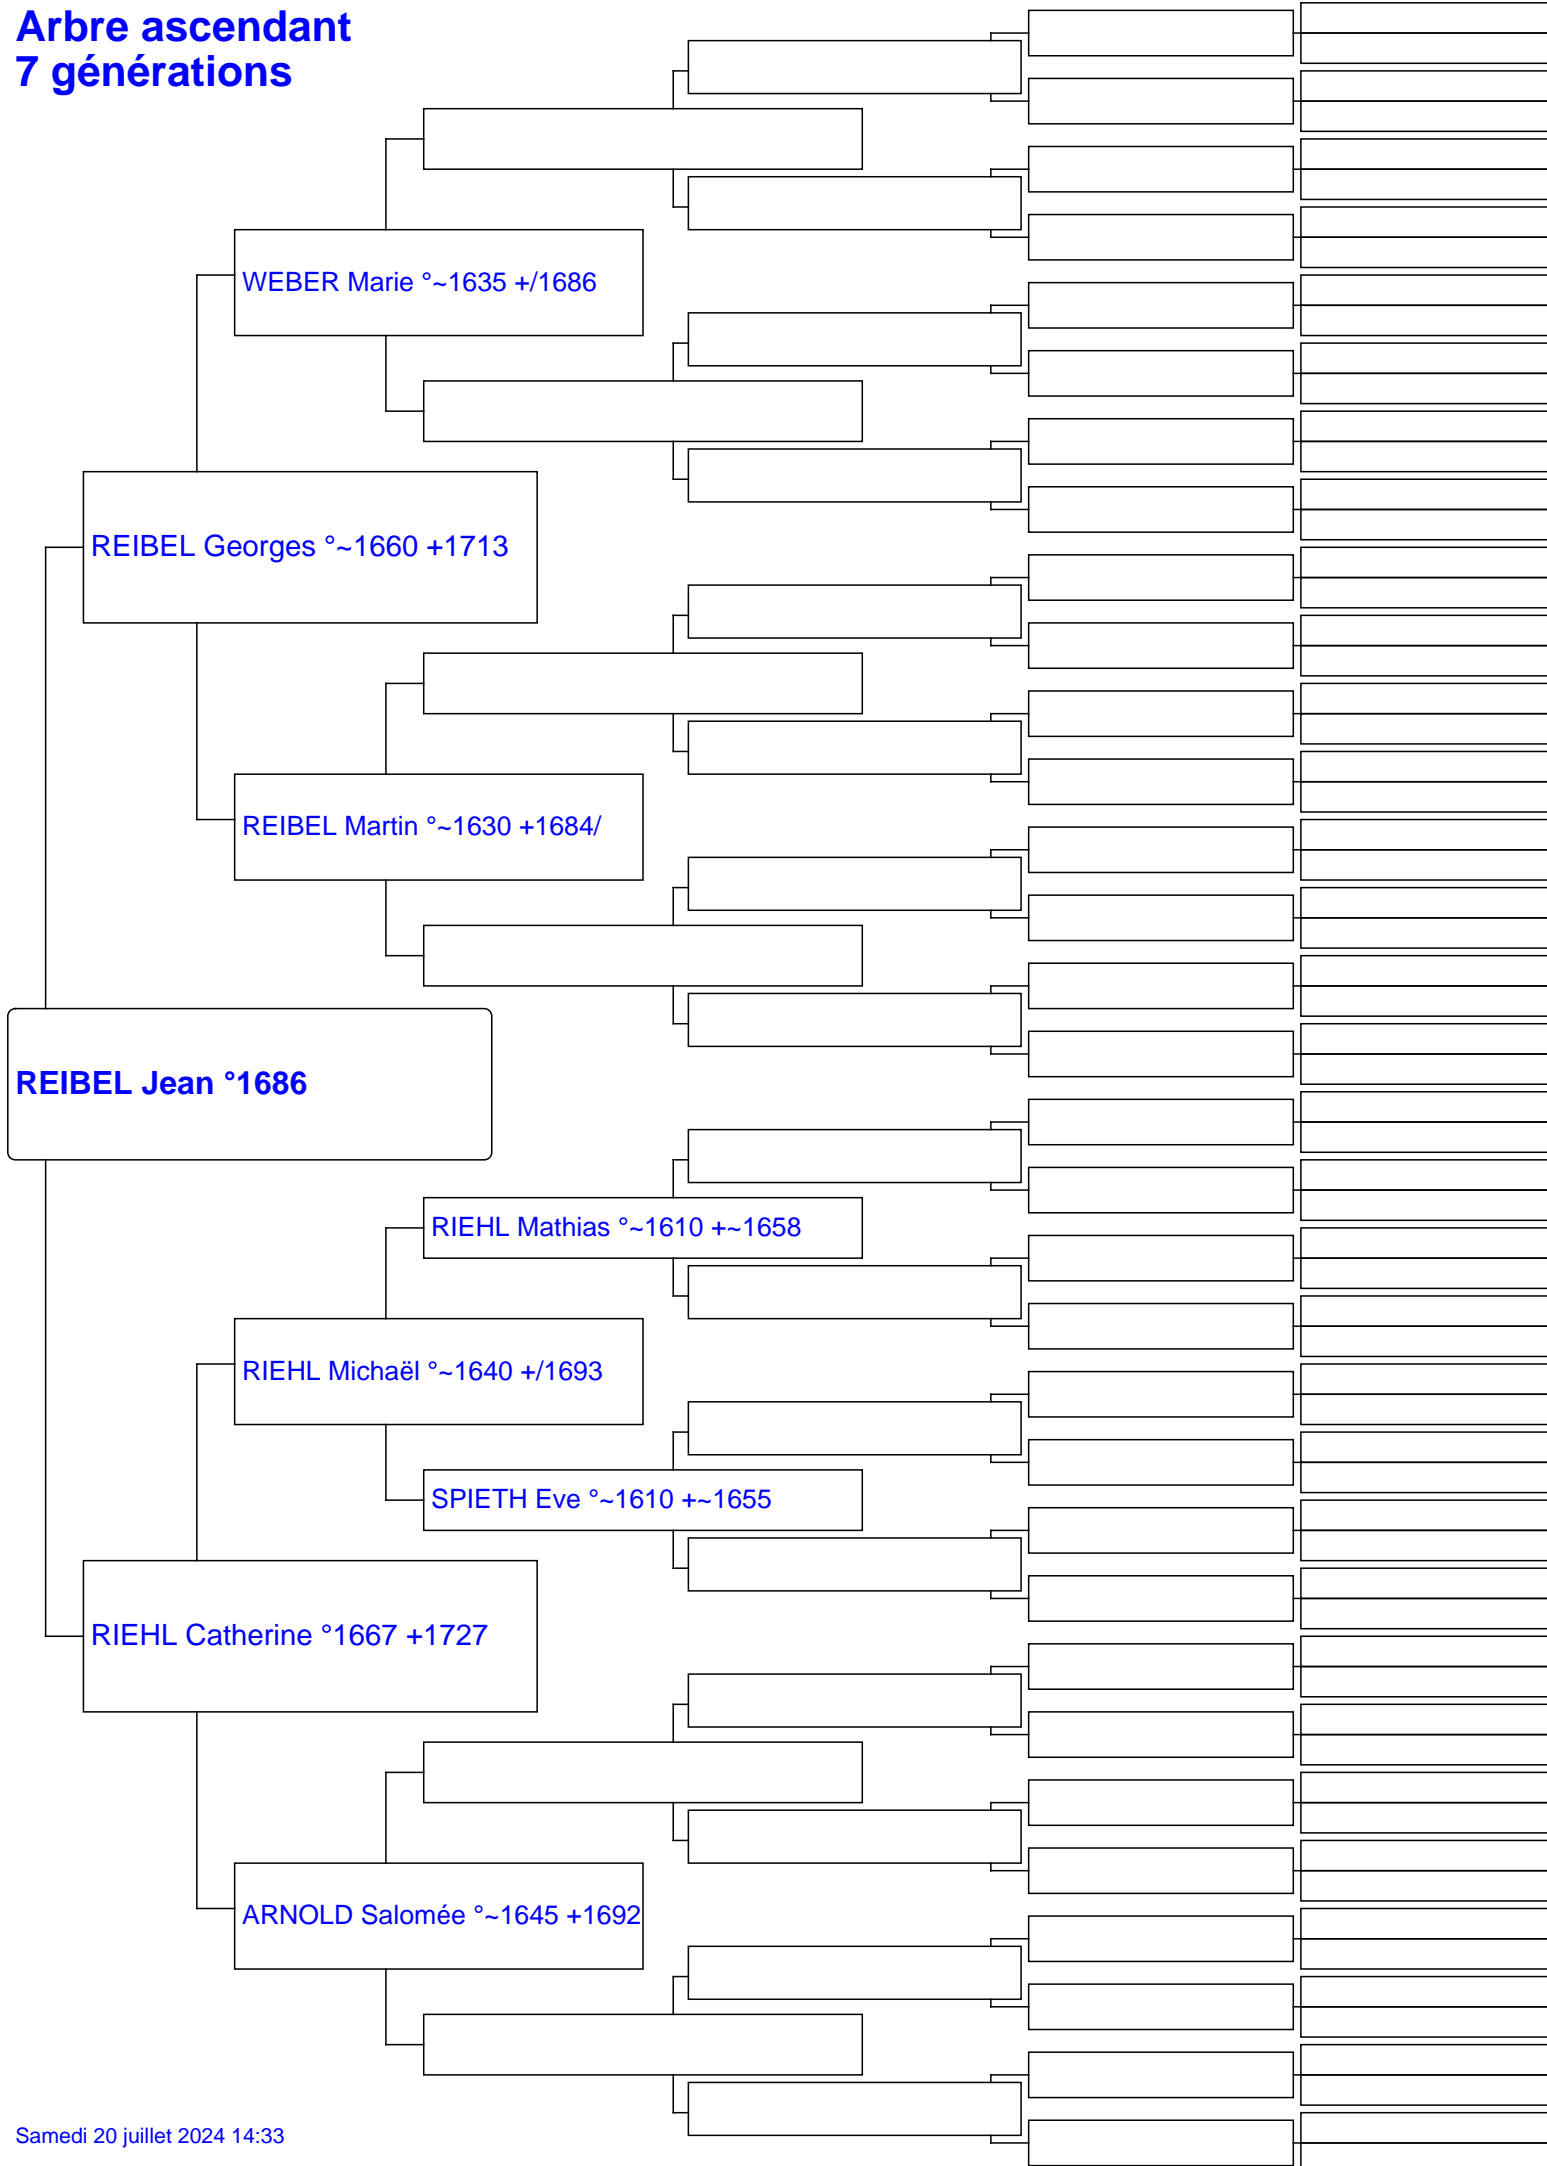 Arbre ascendant
7 générations
WEBER Marie °~1635 +/1686
REIBEL Georges °~1660 +1713
REIBEL Martin °~1630 +1684/
REIBEL Jean °1686
RIEHL Mathias °~1610 +~1658
RIEHL Michaël °~1640 +/1693
SPIETH Eve °~1610 +~1655
RIEHL Catherine °1667 +1727
ARNOLD Salomée °~1645 +1692
Samedi 20 juillet 2024 14:33